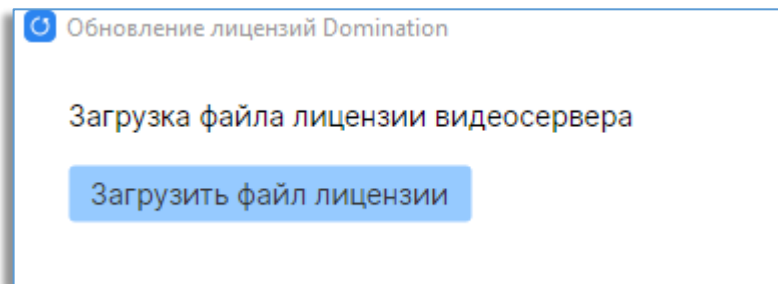 Обновление лицензий Domination
Загрузка файла лицензии видеосервера
Загрузить файл лицензии